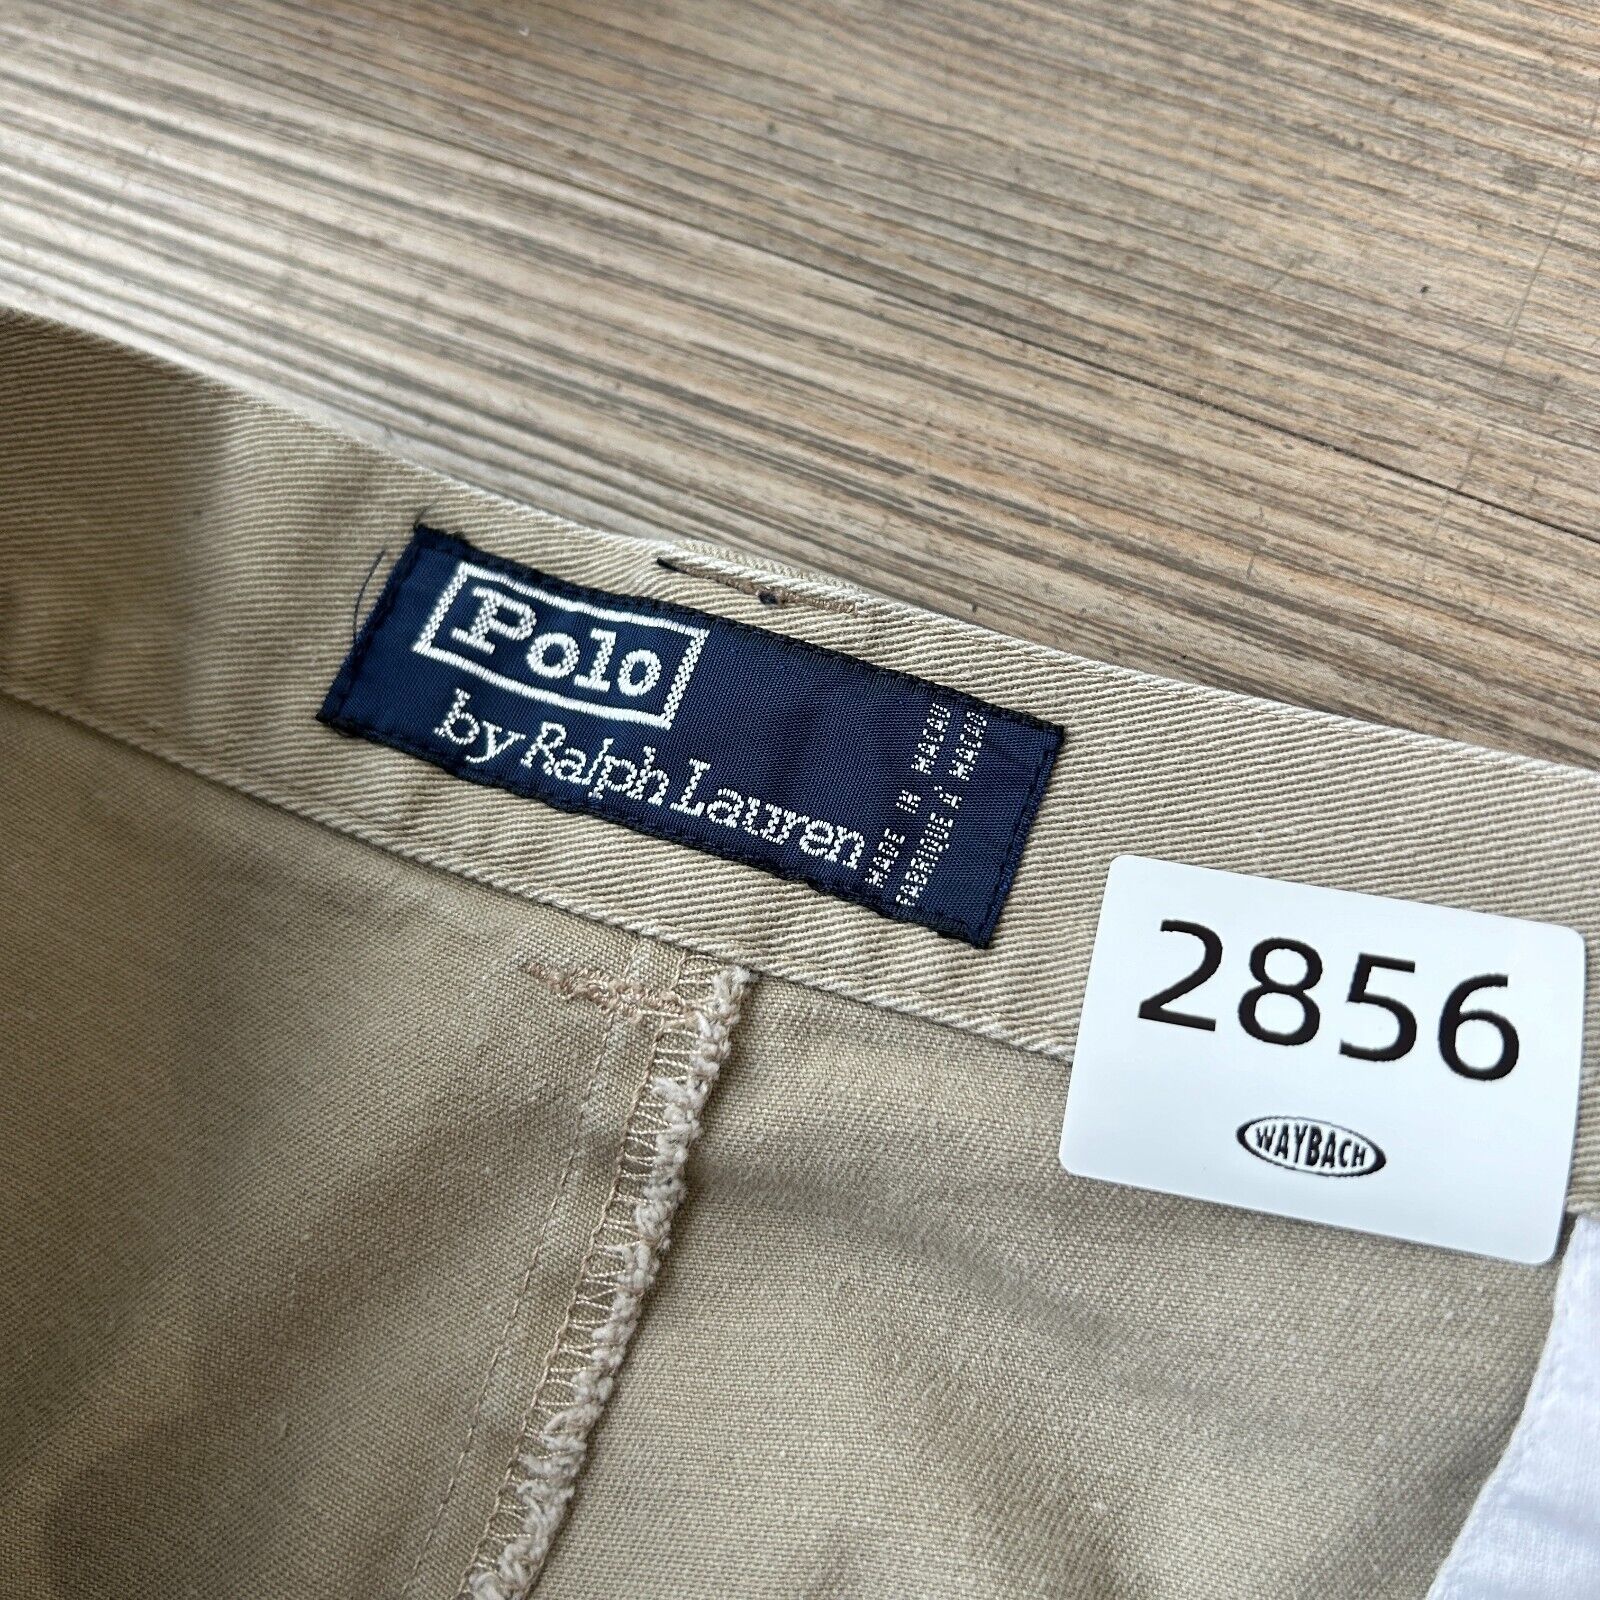 Polo
by Ralph Lauren
MADE IN MACAU
FABRIQUE À MACAO
2856
WAYBACH